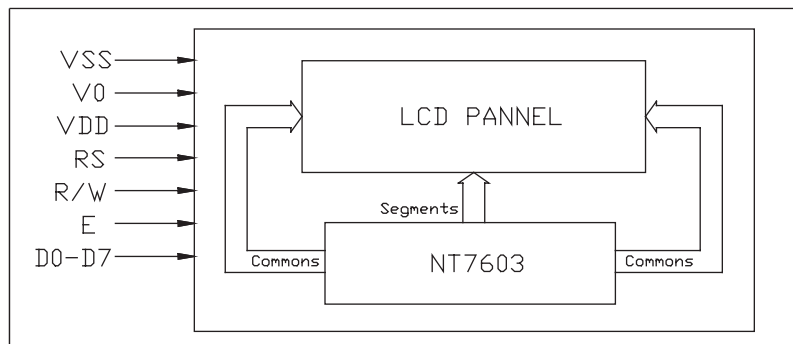 VSS
V0
VDD
RS
R/W
E
D0-D7
LCD PANNEL
Segments
Commons
NT7603
Commons